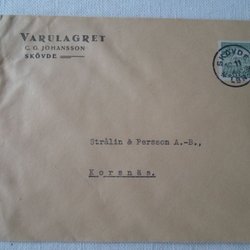 VARULAGRET
C. G. JOHANSSON
SKÖVDE
SKÖVDE
Strålin & Persson A.-B.,
Korsnäs.